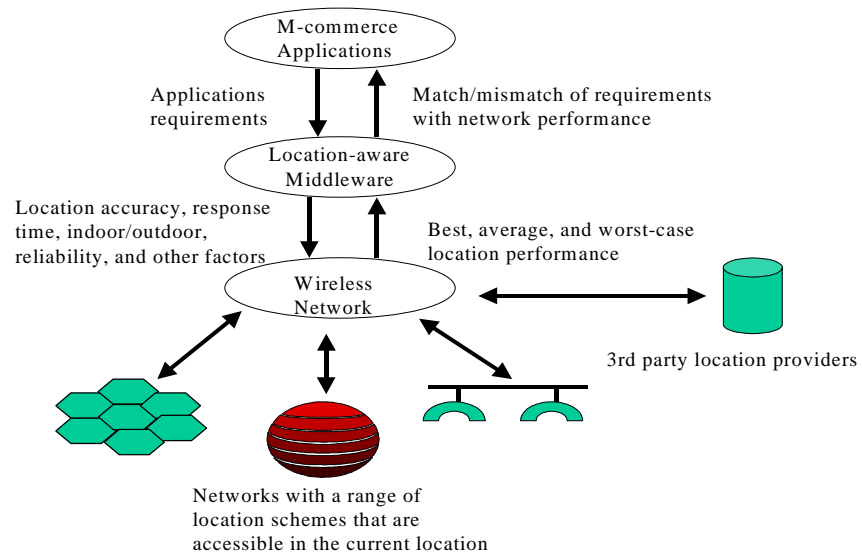 M-commerce
Applications
Applications
requirements
Match/mismatch of requirements
with network performance
Location-aware
Middleware
Location accuracy, response
time, indoor/outdoor,
reliability, and other factors
Best, average, and worst-case
location performance
Wireless
Network
3rd party location providers
Networks with a range of
location schemes that are
accessible in the current location